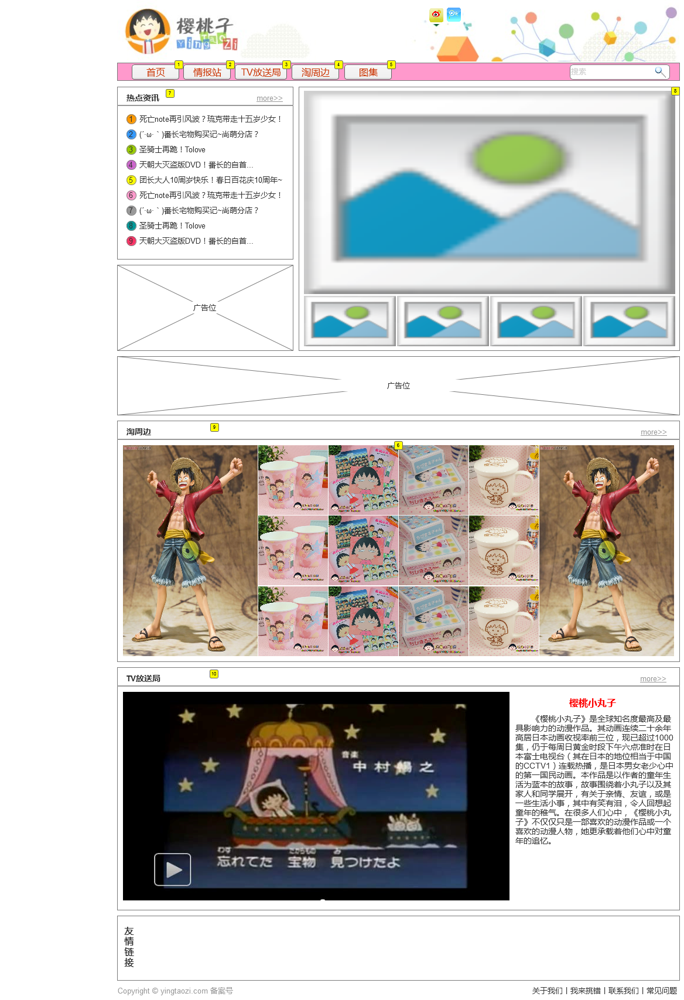 樱桃子
YingTaoZi
首页
1
情报站
2
TV放送局
3
淘周边
4
图集
5
搜索
热点资讯
7
more>>
8
1 死亡note再引风波？琉克带走十五岁少女！
2 (´·ω·｀)番长宅物购买记~尚萌分店？
3 圣骑士再跪！Tolove
4 天朝大灭盗版DVD！番长的自首...
5 团长大人10周岁快乐！春日百花庆10周年~
6 死亡note再引风波？琉克带走十五岁少女！
7 (´·ω·｀)番长宅物购买记~尚萌分店？
8 圣骑士再跪！Tolove
9 天朝大灭盗版DVD！番长的自首...
广告位
广告位
淘周边
9
more>>
6
TV放送局
10
more>>
音楽
中村暢之
わす たからもの み
忘れてた 宝物 見つけたよ
樱桃小丸子
《樱桃小丸子》是全球知名度最高及最
具影响力的动漫作品。其动画连续二十余年
高居日本动画收视率前三位，现已超过1000
集，仍于每周日黄金时段下午六点准时在日
本富士电视台（其在日本的地位相当于中国
的CCTV1）连载热播，是日本男女老少心中
的第一国民动画。本作品是以作者的童年生
活为蓝本的故事，故事围绕着小丸子以及其
家人和同学展开，有关于亲情、友谊，或是
一些生活小事，其中有笑有泪，令人回想起
童年的稚气。在很多人们心中，《樱桃小丸
子》不仅仅只是一部喜欢的动漫作品或一个
喜欢的动漫人物，她更承载着他们心中对童
年的追忆。
友
情
链
接
Copyright © yingtaozi.com 备案号
关于我们丨我来挑错丨联系我们丨常见问题